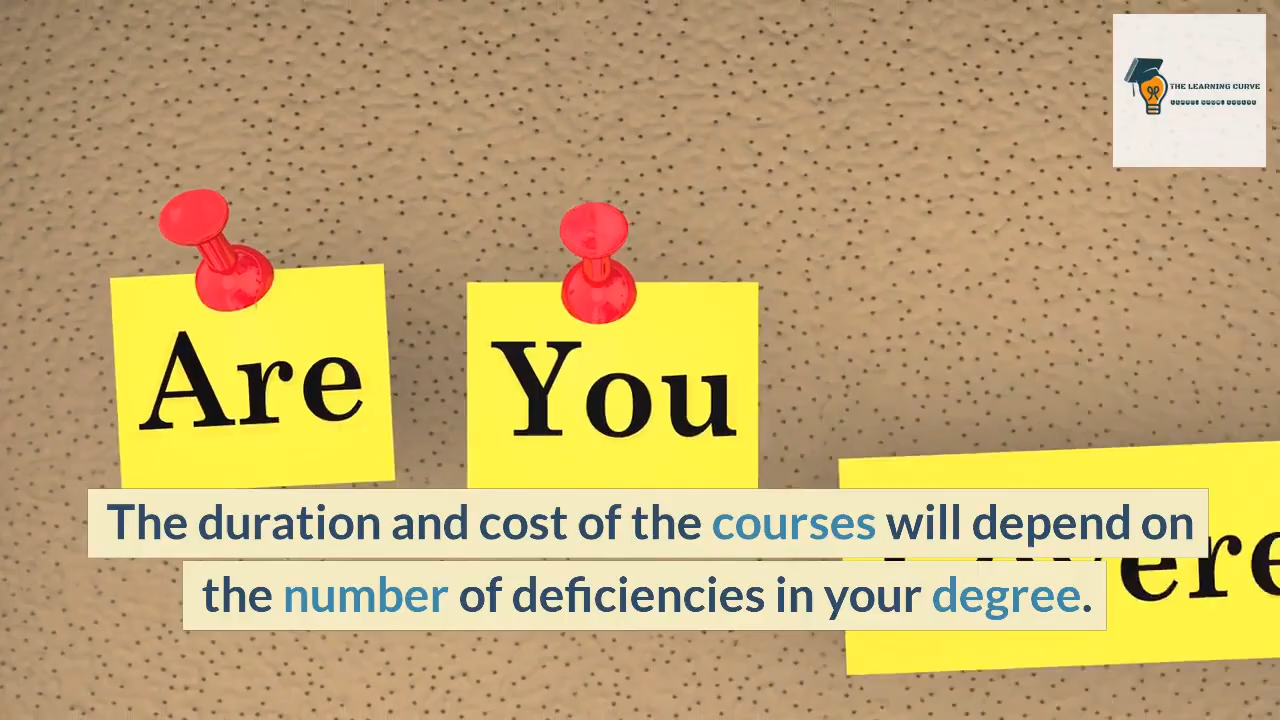 THE LEARNING CURVE
Are
You
The duration and cost of the courses will depend on
the number of deficiencies in your degree.